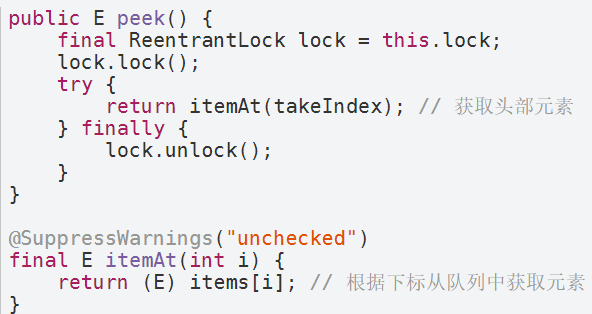 public E peek() {
    final ReentrantLock lock = this.lock;
    lock.lock();
    try {
        return itemAt(takeIndex); // 获取头部元素
    } finally {
        lock.unlock();
    }
}

@SuppressWarnings("unchecked")
final E itemAt(int i) {
    return (E) items[i]; // 根据下标从队列中获取元素
}